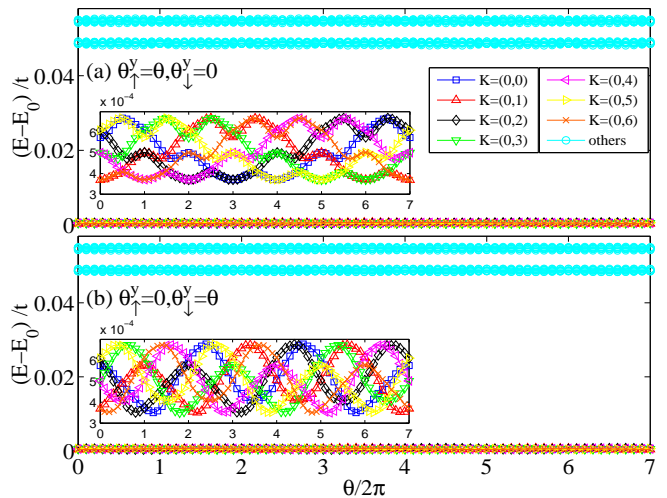 (E−E₀)/t
0.04
0.02
0
(a) θ↑ʸ=θ,θ↓ʸ=0
K=(0,0)
K=(0,1)
K=(0,2)
K=(0,3)
K=(0,4)
K=(0,5)
K=(0,6)
others
x 10⁻⁴
6
5
4
3
0 1 2 3 4 5 6 7
(E−E₀)/t
0.04
0.02
0
(b) θ↑ʸ=0,θ↓ʸ=θ
x 10⁻⁴
6
5
4
3
0 1 2 3 4 5 6 7
0 1 2 3 4 5 6 7
θ/2π